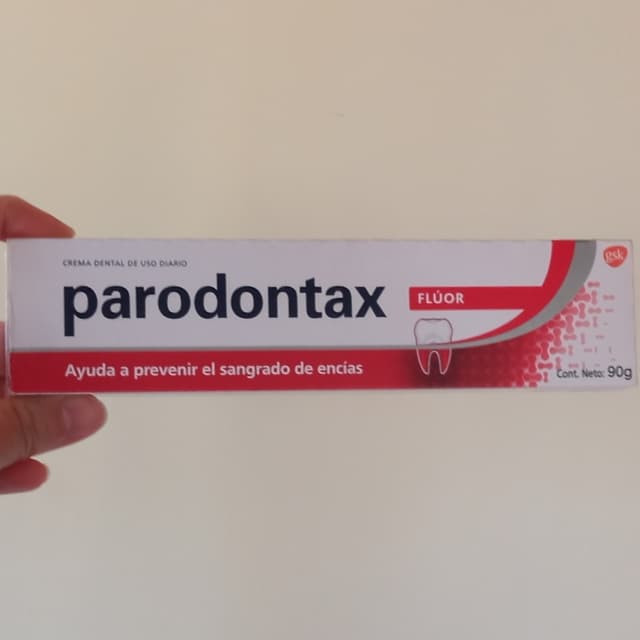 CREMA DENTAL DE USO DIARIO
parodontax
FLÚOR
gsk
Ayuda a prevenir el sangrado de encías
Cont. Neto: 90g